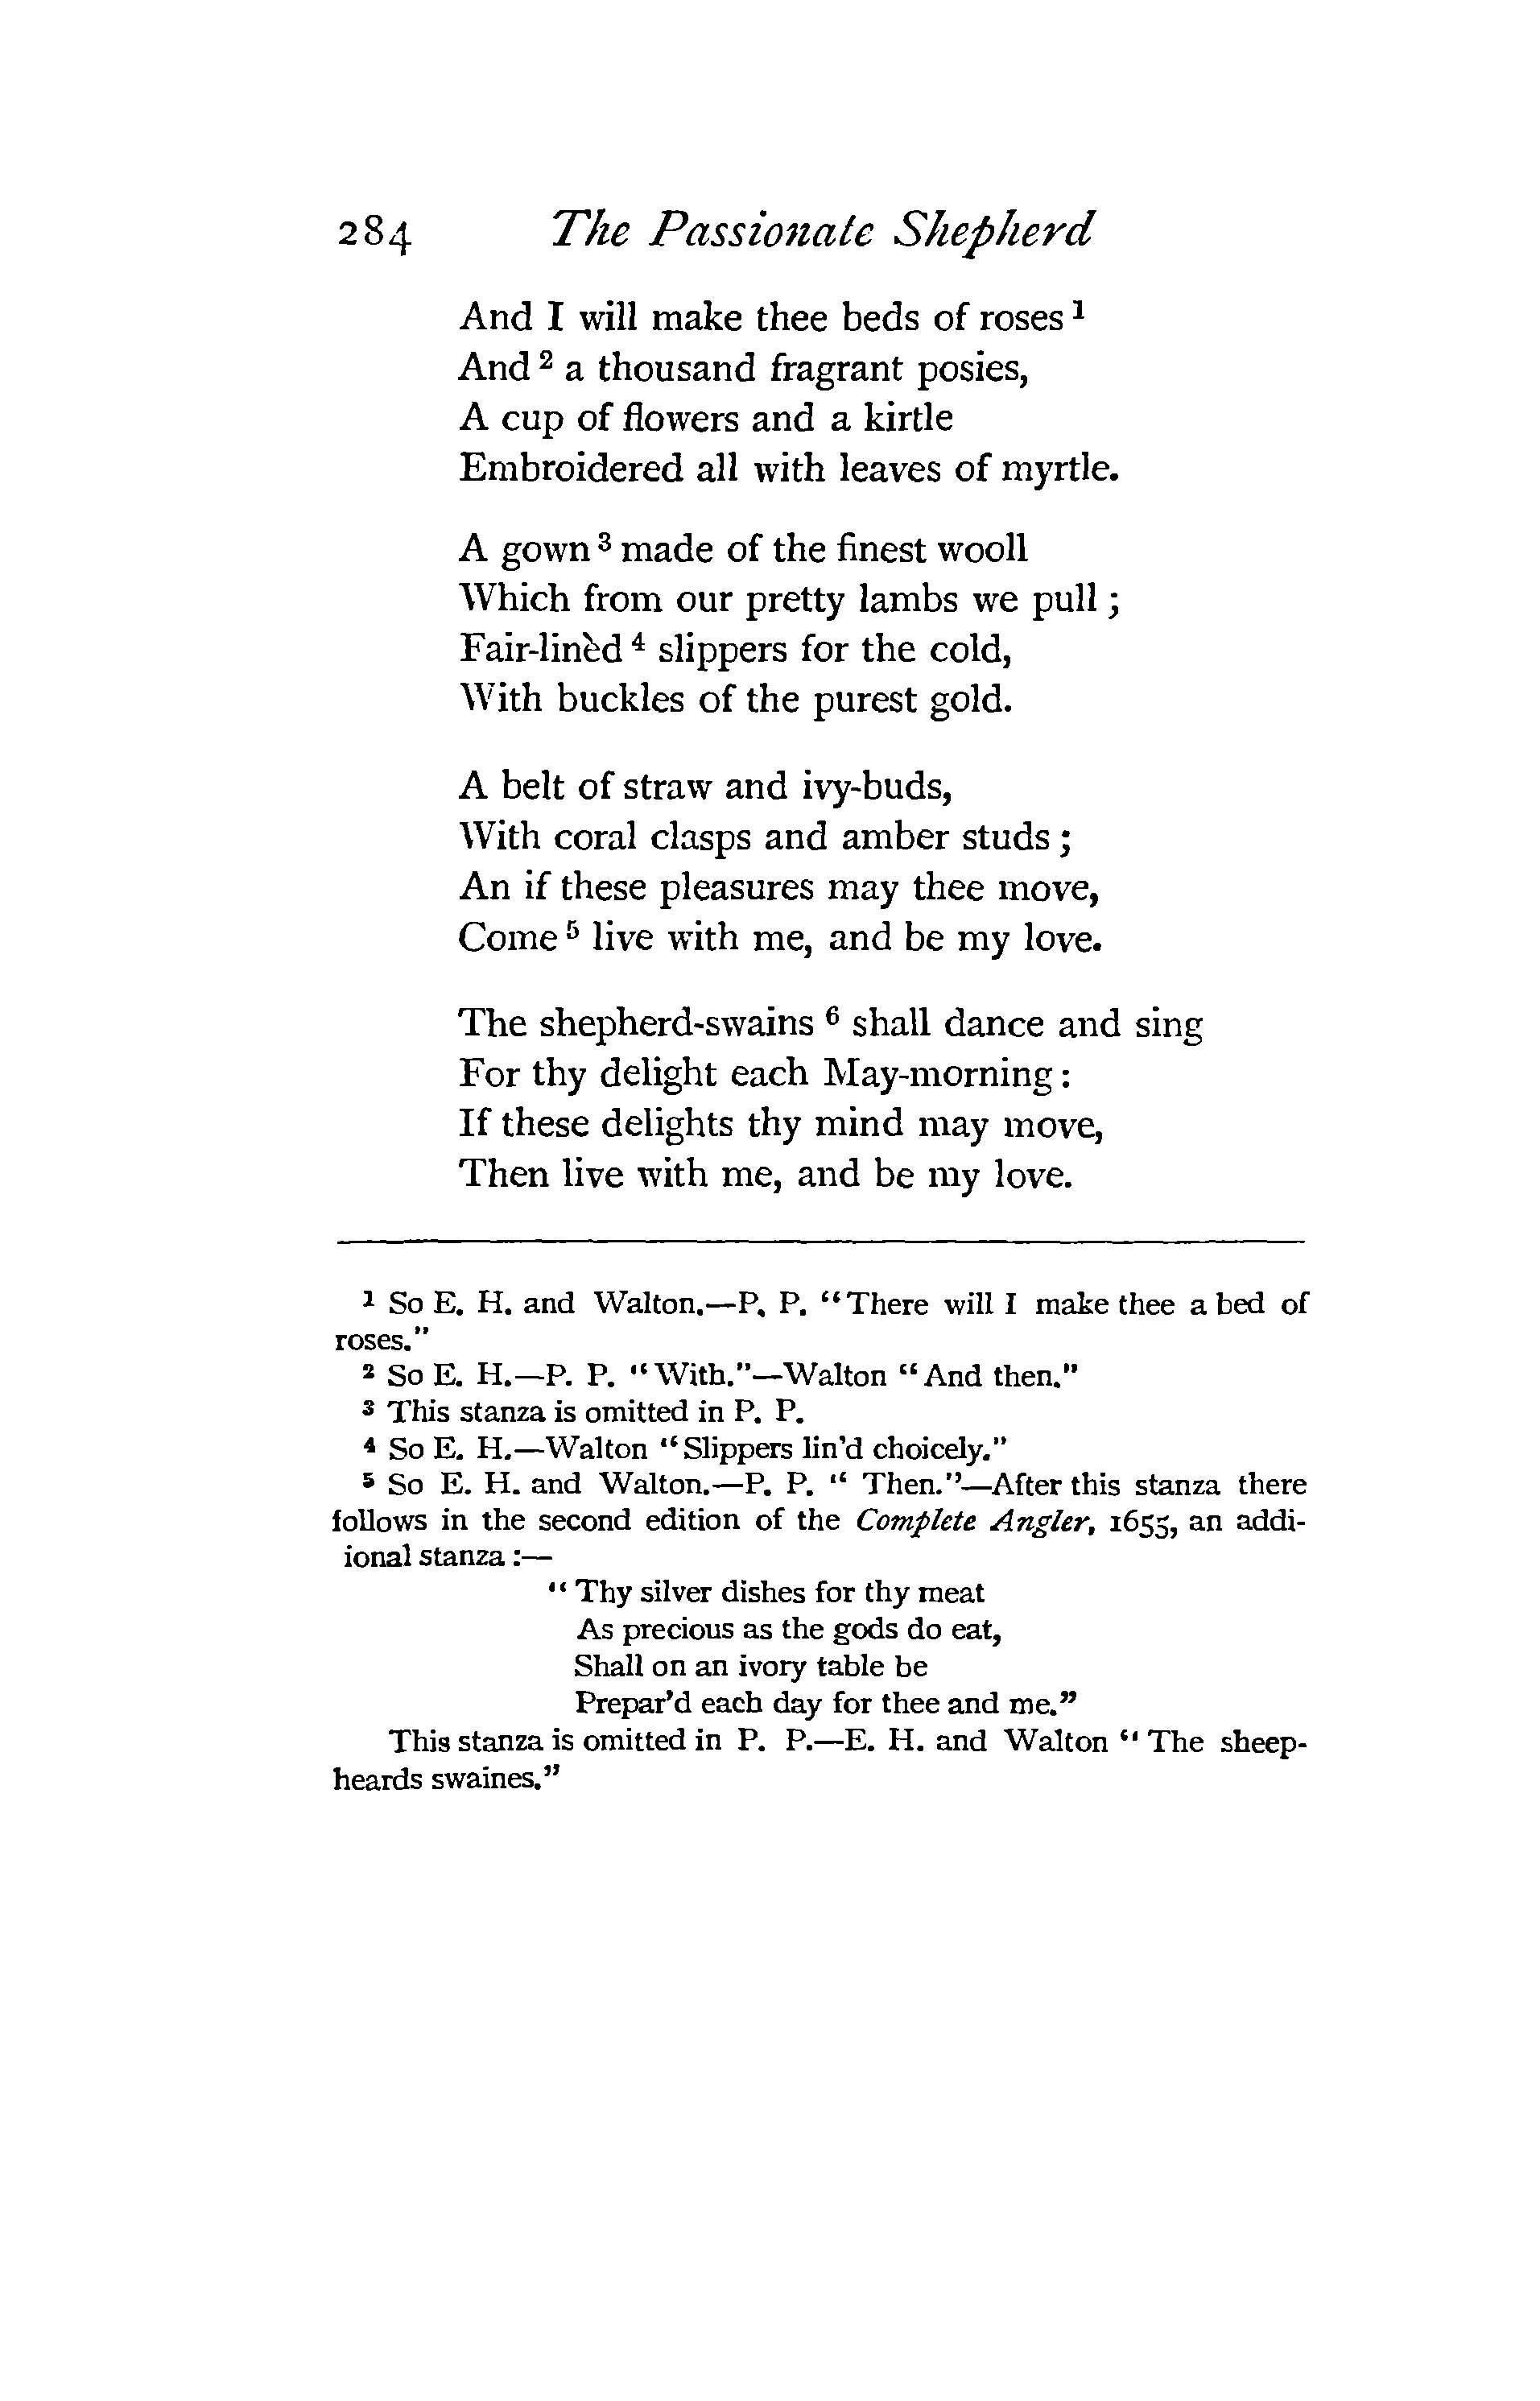 284 The Passionate Shepherd
And I will make thee beds of roses ¹
And ² a thousand fragrant posies,
A cup of flowers and a kirtle
Embroidered all with leaves of myrtle.
A gown ³ made of the finest wooll
Which from our pretty lambs we pull ;
Fair-linèd ⁴ slippers for the cold,
With buckles of the purest gold.
A belt of straw and ivy-buds,
With coral clasps and amber studs ;
An if these pleasures may thee move,
Come ⁵ live with me, and be my love.
The shepherd-swains ⁶ shall dance and sing
For thy delight each May-morning :
If these delights thy mind may move,
Then live with me, and be my love.
¹ So E. H. and Walton.—P. P. "There will I make thee a bed of
roses."
² So E. H.—P. P. "With."—Walton "And then."
³ This stanza is omitted in P. P.
⁴ So E. H.—Walton "Slippers lin'd choicely."
⁵ So E. H. and Walton.—P. P. " Then."—After this stanza there
follows in the second edition of the Complete Angler, 1655, an addi-
ional stanza :—
" Thy silver dishes for thy meat
As precious as the gods do eat,
Shall on an ivory table be
Prepar'd each day for thee and me."
This stanza is omitted in P. P.—E. H. and Walton " The sheep-
heards swaines."